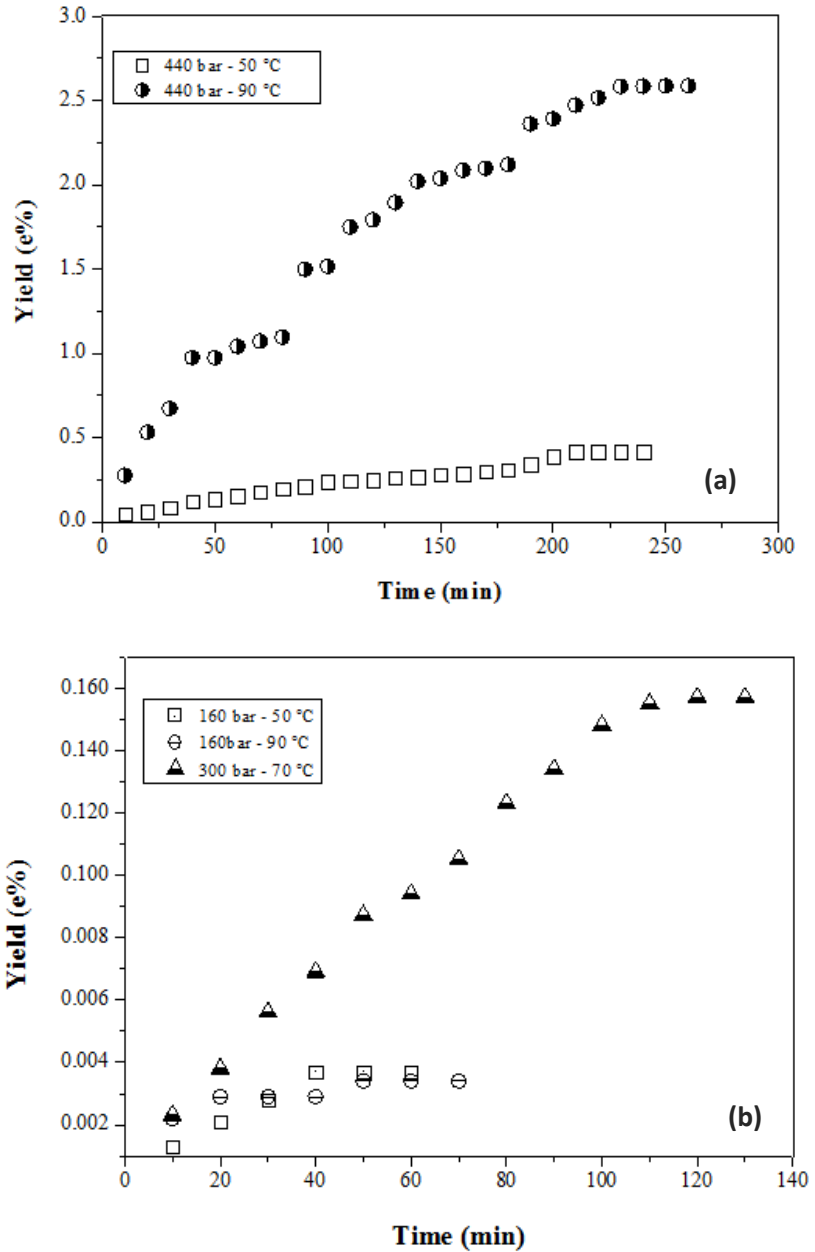 3.0
440 bar - 50 °C
440 bar - 90 °C
2.5
2.0
1.5
1.0
0.5
0.0
Yield (e%)
(a)
0 50 100 150 200 250 300
Time (min)
0.160
160 bar - 50 °C
160bar - 90 °C
300 bar - 70 °C
0.140
0.120
0.100
0.008
0.006
0.004
0.002
Yield (e%)
(b)
0 20 40 60 80 100 120 140
Time (min)